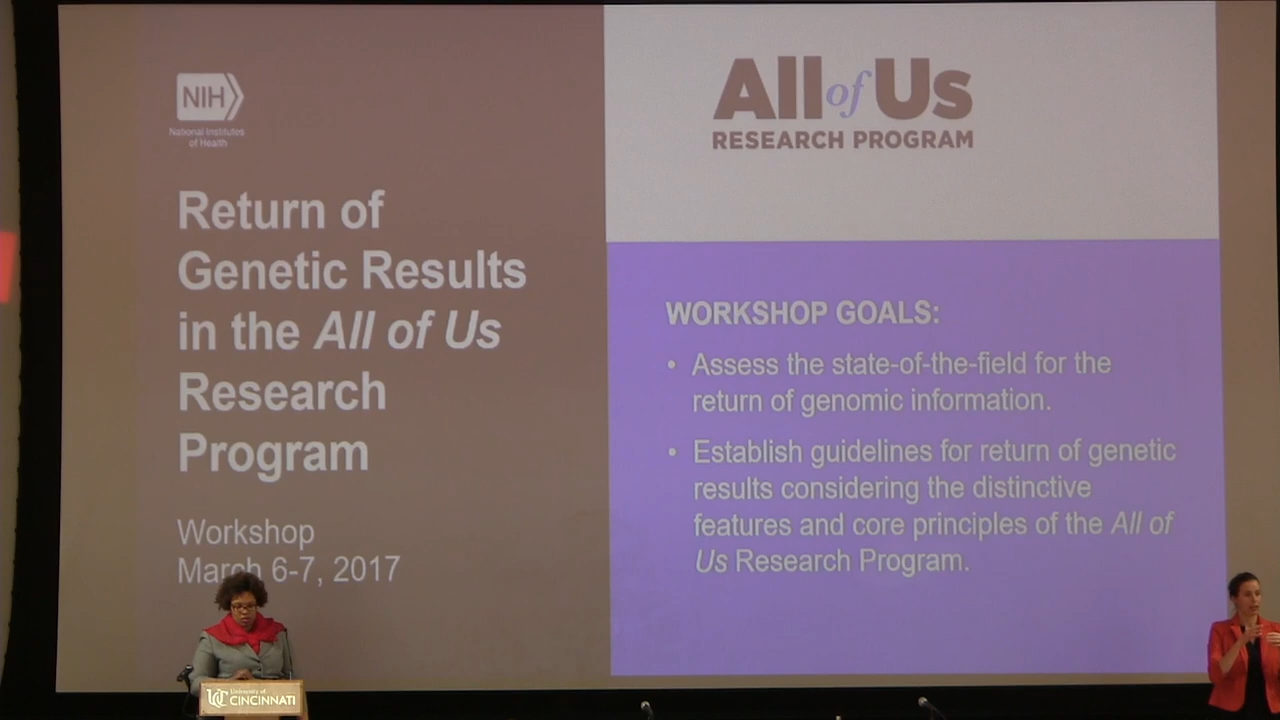 NIH
National Institutes
of Health
Return of
Genetic Results
in the All of Us
Research
Program
Workshop
March 6-7, 2017
All of Us
RESEARCH PROGRAM
WORKSHOP GOALS:
• Assess the state-of-the-field for the
return of genomic information.
• Establish guidelines for return of genetic
results considering the distinctive
features and core principles of the All of
Us Research Program.
UC
University of
CINCINNATI